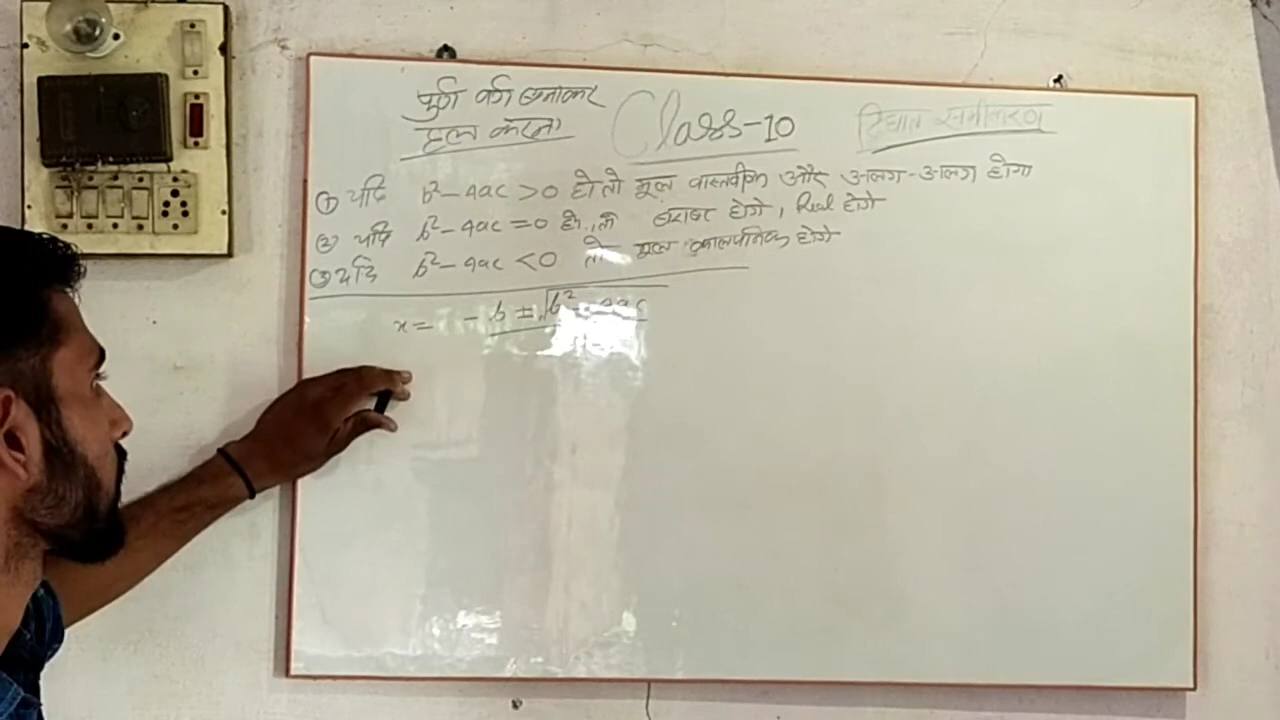 पूर्ण वर्ग बनाकर
हल करना
Class-10
द्विघात समीकरण
① यदि b²-4ac >0 हो तो मूल वास्तवीक और अलग-अलग होगा
② यदि b²-4ac =0 हो, तो बराबर होगे, Real होगे
③ यदि b²-4ac <0 तो मूल काल्पनिक होगे
x = -b ± √b²-4ac